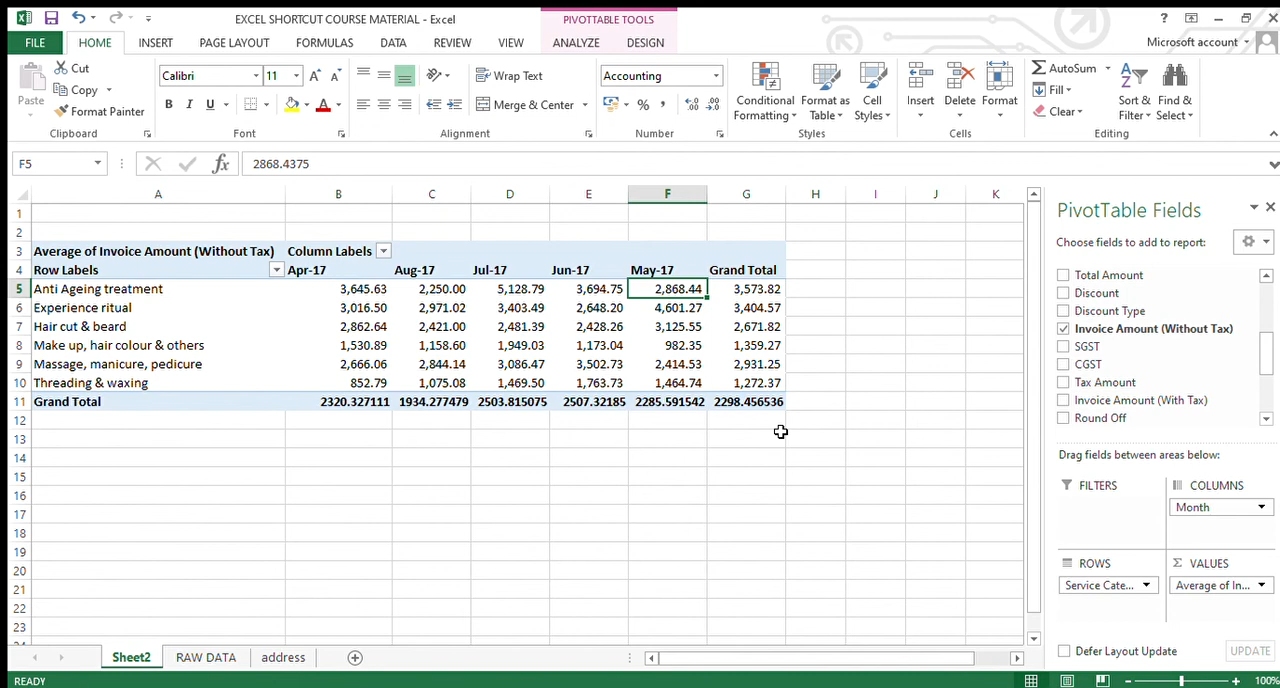 EXCEL SHORTCUT COURSE MATERIAL - Excel
PIVOTTABLE TOOLS
?
FILE HOME INSERT PAGE LAYOUT FORMULAS DATA REVIEW VIEW ANALYZE DESIGN Microsoft account
Paste
Cut
Copy
Format Painter
Clipboard
Calibri 11
B I U A
Font
Wrap Text
Merge & Center
Alignment
Accounting
%
Number
Conditional Formatting
Format as Table
Cell Styles
Styles
Insert Delete Format
Cells
AutoSum
Fill
Clear
Sort & Filter
Find & Select
Editing
F5 fx 2868.4375
A B C D E F G H I J K
1
2
3 Average of Invoice Amount (Without Tax) Column Labels
4 Row Labels Apr-17 Aug-17 Jul-17 Jun-17 May-17 Grand Total
5 Anti Ageing treatment 3,645.63 2,250.00 5,128.79 3,694.75 2,868.44 3,573.82
6 Experience ritual 3,016.50 2,971.02 3,403.49 2,648.20 4,601.27 3,404.57
7 Hair cut & beard 2,862.64 2,421.00 2,481.39 2,428.26 3,125.55 2,671.82
8 Make up, hair colour & others 1,530.89 1,158.60 1,949.03 1,173.04 982.35 1,359.27
9 Massage, manicure, pedicure 2,666.06 2,844.14 3,086.47 3,502.73 2,414.53 2,931.25
10 Threading & waxing 852.79 1,075.08 1,469.50 1,763.73 1,464.74 1,272.37
11 Grand Total 2320.327111 1934.277479 2503.815075 2507.32185 2285.591542 2298.456536
12
13
14
15
16
17
18
19
20
21
22
23
PivotTable Fields
Choose fields to add to report:
Total Amount
Discount
Discount Type
Invoice Amount (Without Tax)
SGST
CGST
Tax Amount
Invoice Amount (With Tax)
Round Off
Drag fields between areas below:
FILTERS
COLUMNS
Month
ROWS
Service Cate...
Σ VALUES
Average of In...
Defer Layout Update UPDATE
Sheet2 RAW DATA address
READY
100%